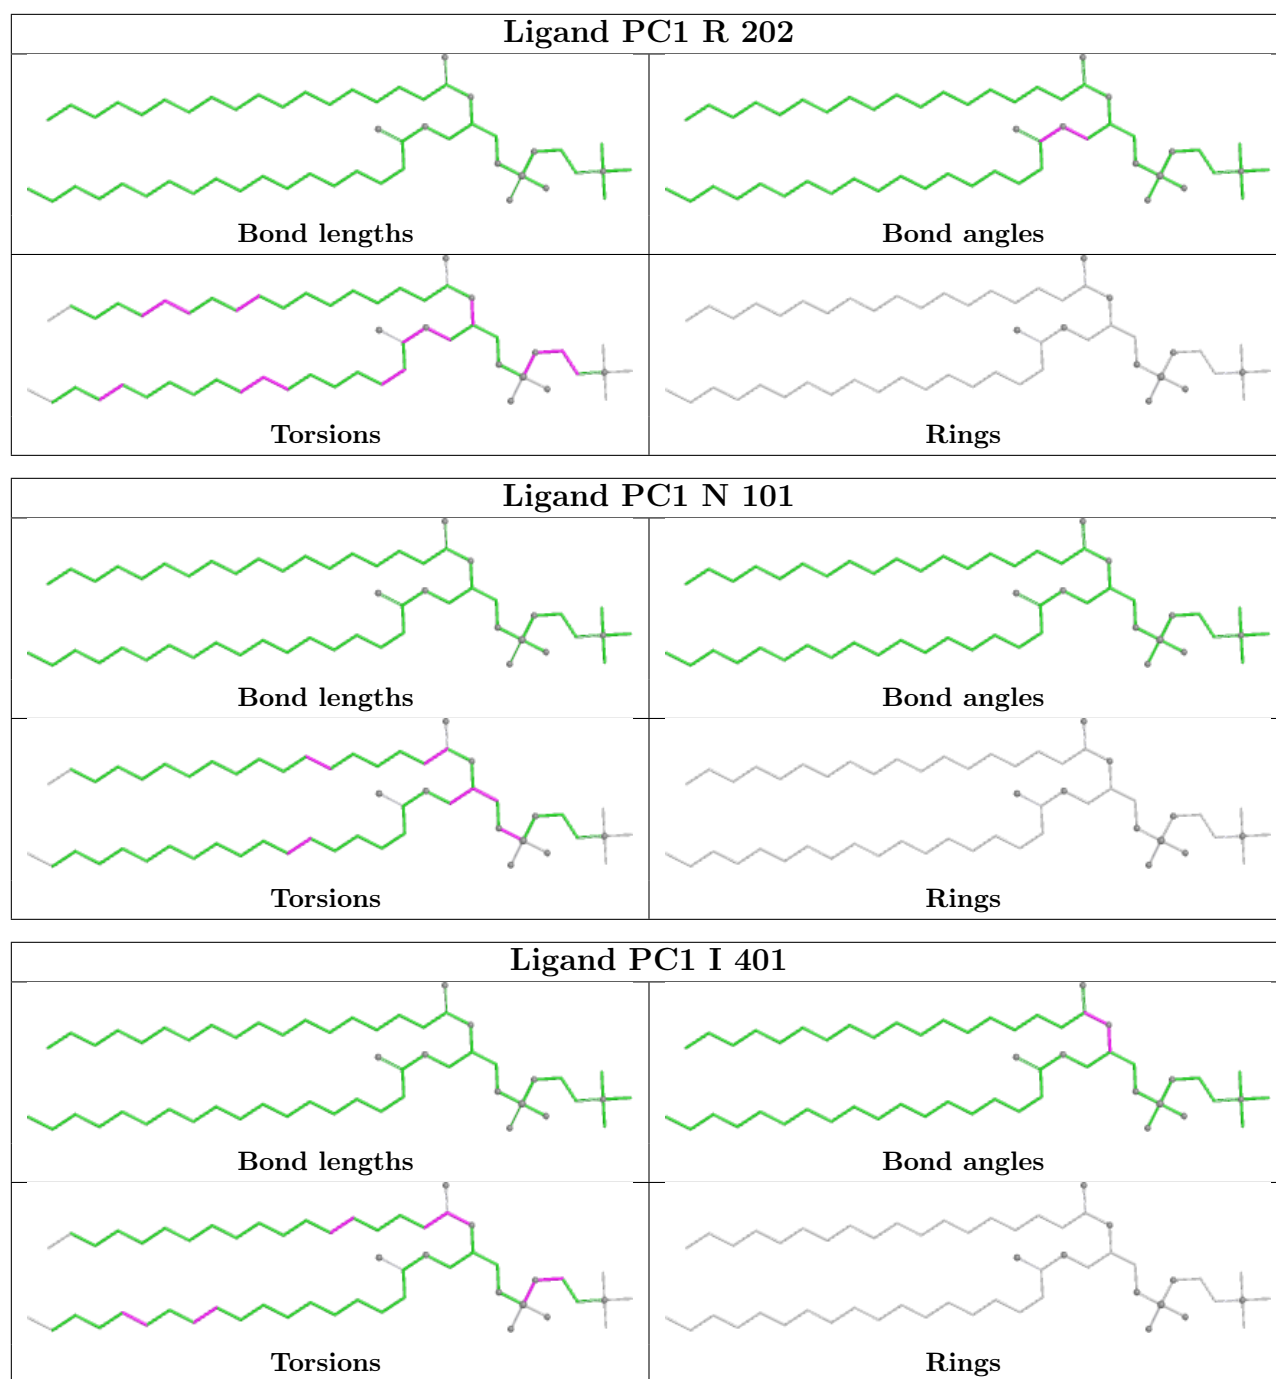 Ligand PC1 R 202
Bond lengths
Bond angles
Torsions
Rings
Ligand PC1 N 101
Bond lengths
Bond angles
Torsions
Rings
Ligand PC1 I 401
Bond lengths
Bond angles
Torsions
Rings